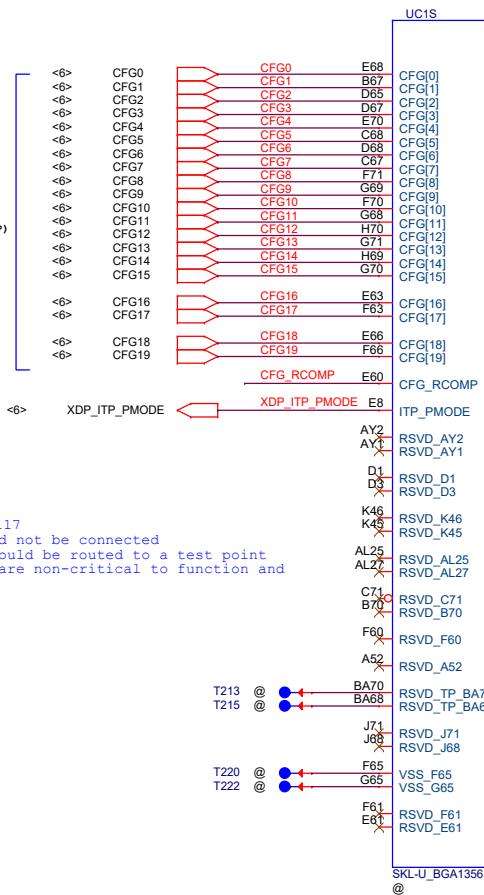 UC1S
<6> CFG0 CFG0 E68 CFG[0]
<6> CFG1 CFG1 B67 CFG[1]
<6> CFG2 CFG2 D65 CFG[2]
<6> CFG3 CFG3 D67 CFG[3]
<6> CFG4 CFG4 E70 CFG[4]
<6> CFG5 CFG5 C68 CFG[5]
<6> CFG6 CFG6 D68 CFG[6]
<6> CFG7 CFG7 C67 CFG[7]
<6> CFG8 CFG8 F71 CFG[8]
<6> CFG9 CFG9 G69 CFG[9]
<6> CFG10 CFG10 F70 CFG[10]
<6> CFG11 CFG11 G68 CFG[11]
<6> CFG12 CFG12 H70 CFG[12]
<6> CFG13 CFG13 G71 CFG[13]
<6> CFG14 CFG14 H69 CFG[14]
<6> CFG15 CFG15 G70 CFG[15]
<6> CFG16 CFG16 E63 CFG[16]
<6> CFG17 CFG17 F63 CFG[17]
<6> CFG18 CFG18 E66 CFG[18]
<6> CFG19 CFG19 F66 CFG[19]
CFG_RCOMP E60 CFG_RCOMP
<6> XDP_ITP_PMODE XDP_ITP_PMODE E8 ITP_PMODE
AY2 RSVD_AY2
AY1 RSVD_AY1
D1 RSVD_D1
D3 RSVD_D3
K46 RSVD_K46
K45 RSVD_K45
117
d not be connected
ould be routed to a test point
are non-critical to function and
AL25 RSVD_AL25
AL27 RSVD_AL27
C71 RSVD_C71
B70 RSVD_B70
F60 RSVD_F60
A52 RSVD_A52
T213 @ BA70 RSVD_TP_BA7
T215 @ BA68 RSVD_TP_BA6
J71 RSVD_J71
J68 RSVD_J68
T220 @ F65 VSS_F65
T222 @ G65 VSS_G65
F61 RSVD_F61
E61 RSVD_E61
SKL-U_BGA1356
@